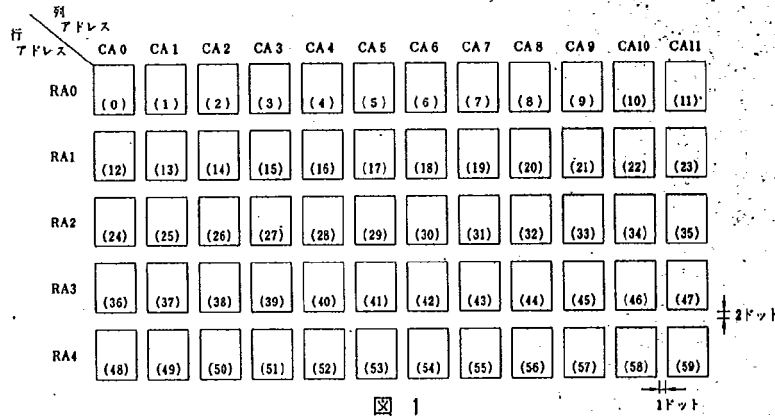 列
アドレス
行
アドレス
CA0 CA1 CA2 CA3 CA4 CA5 CA6 CA7 CA8 CA9 CA10 CA11
RA0
(0) (1) (2) (3) (4) (5) (6) (7) (8) (9) (10) (11)
RA1
(12) (13) (14) (15) (16) (17) (18) (19) (20) (21) (22) (23)
RA2
(24) (25) (26) (27) (28) (29) (30) (31) (32) (33) (34) (35)
RA3
(36) (37) (38) (39) (40) (41) (42) (43) (44) (45) (46) (47)
2ドット
RA4
(48) (49) (50) (51) (52) (53) (54) (55) (56) (57) (58) (59)
1ドット
図 1